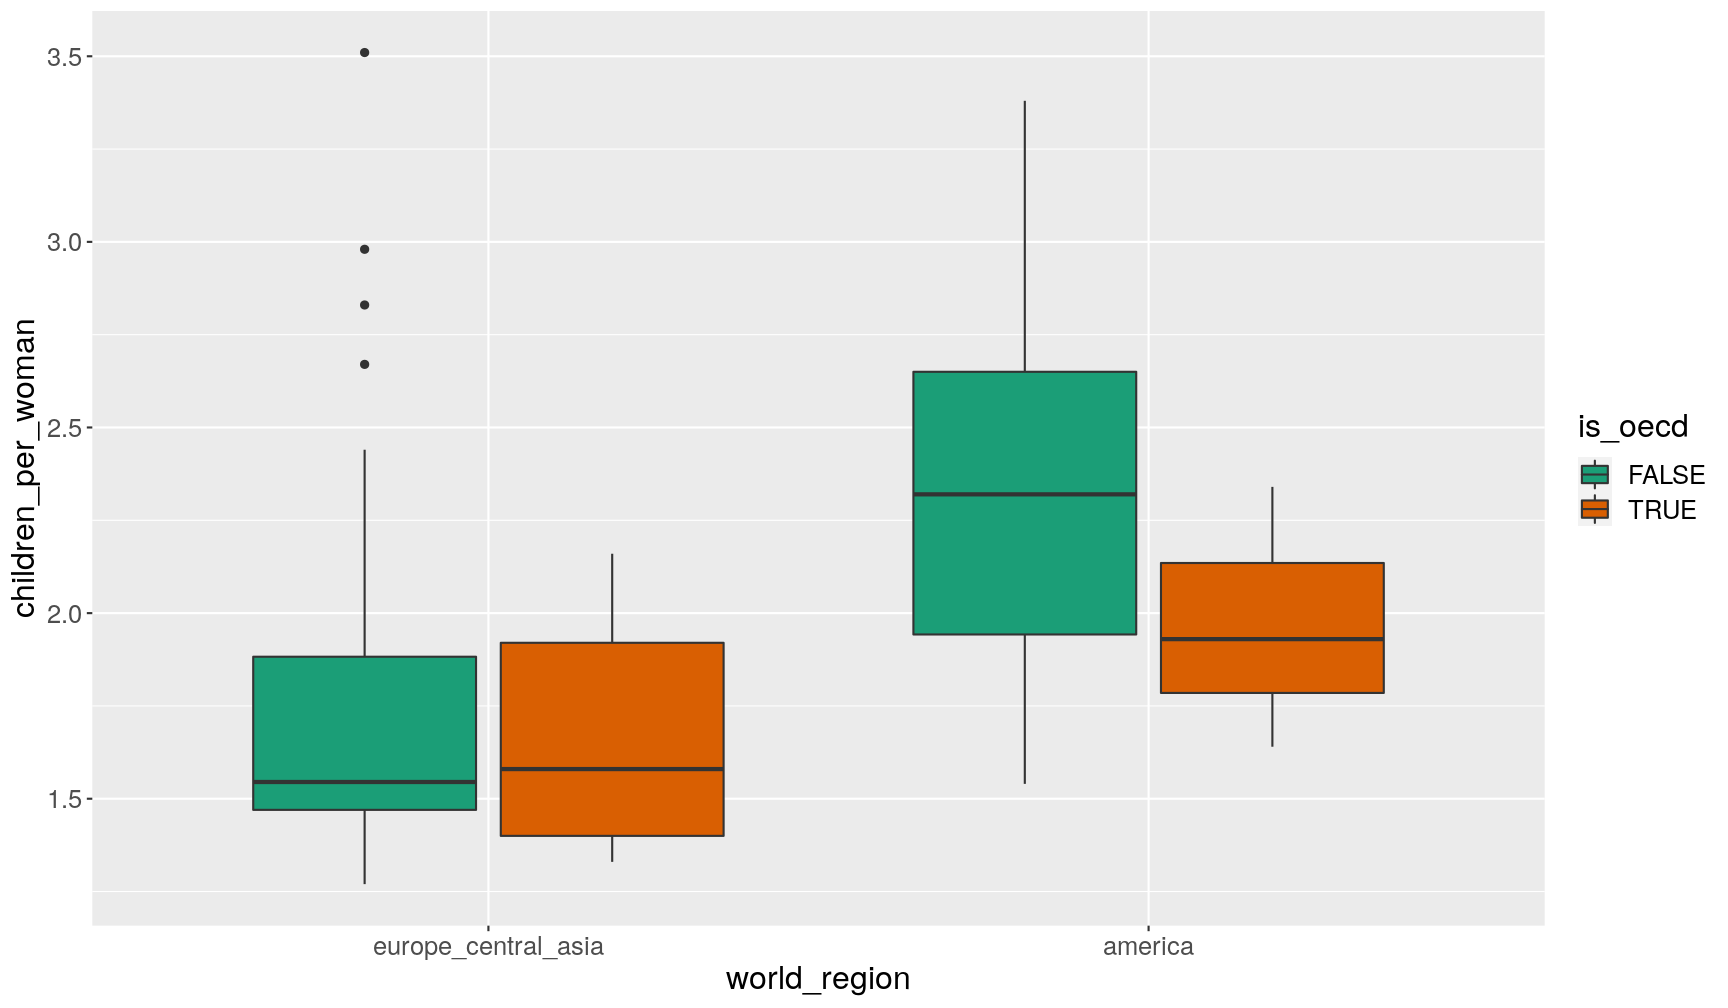 children_per_woman
3.5
3.0
2.5
2.0
1.5
europe_central_asia
america
world_region
is_oecd
FALSE
TRUE